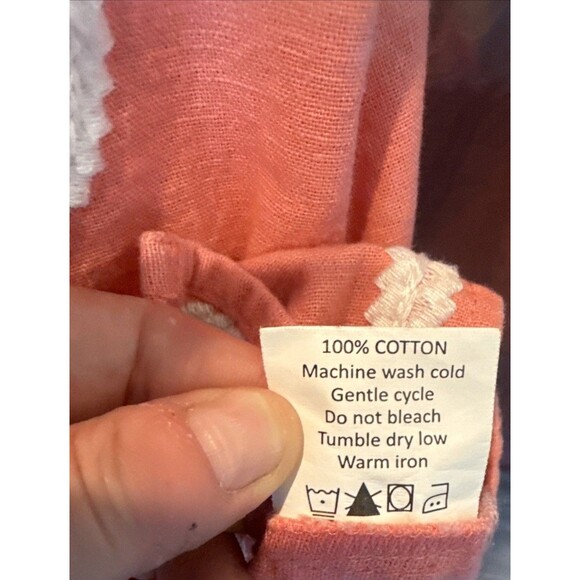 100% COTTON
Machine wash cold
Gentle cycle
Do not bleach
Tumble dry low
Warm iron